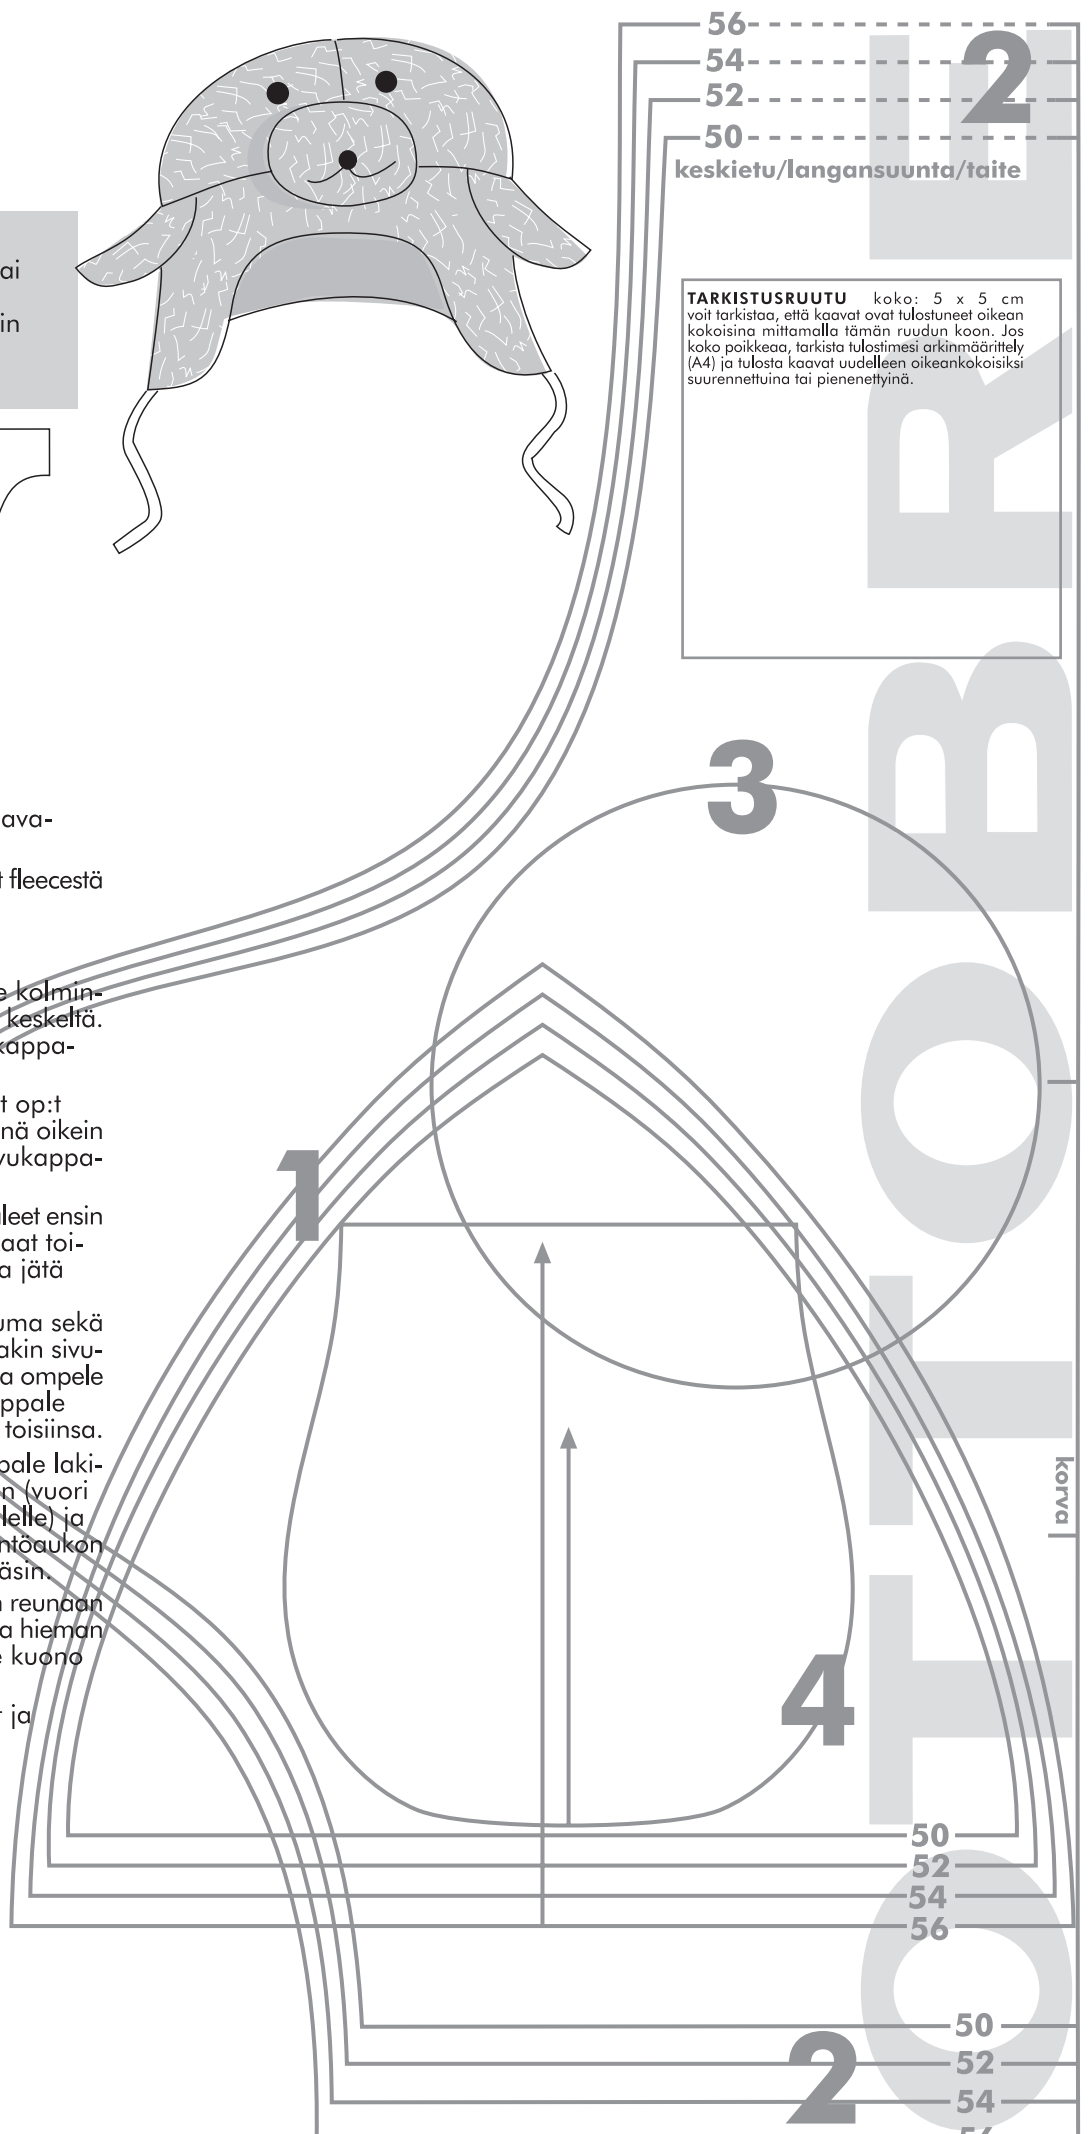 56
54
52
50
2
keskietu/langansuunta/taite
ai
in
TARKISTUSRUUTU koko: 5 x 5 cm
voit tarkistaa, että kaavat ovat tulostuneet oikean
kokoisina mittamalla tämän ruudun koon. Jos
koko poikkeaa, tarkista tulostimesi arkinmäärittely
(A4) ja tulosta kaavat uudelleen oikeankokoisiksi
suurennettuina tai pienenettyinä.
3
ava-
t fleecestä
e kolmin-
keskeltä.
kappa-
t op:t
nä oikein
vukappa-
leet ensin
aat toi-
a jätä
uma sekä
akin sivu-
a ompele
ppale
toisiinsa.
pale laki-
n (vuori
lelle) ja
ntöaukon
äsin.
n reunaan
a hieman
e kuono
ja
1
4
korva
50
52
54
56
50
52
54
2
OTTOBRE